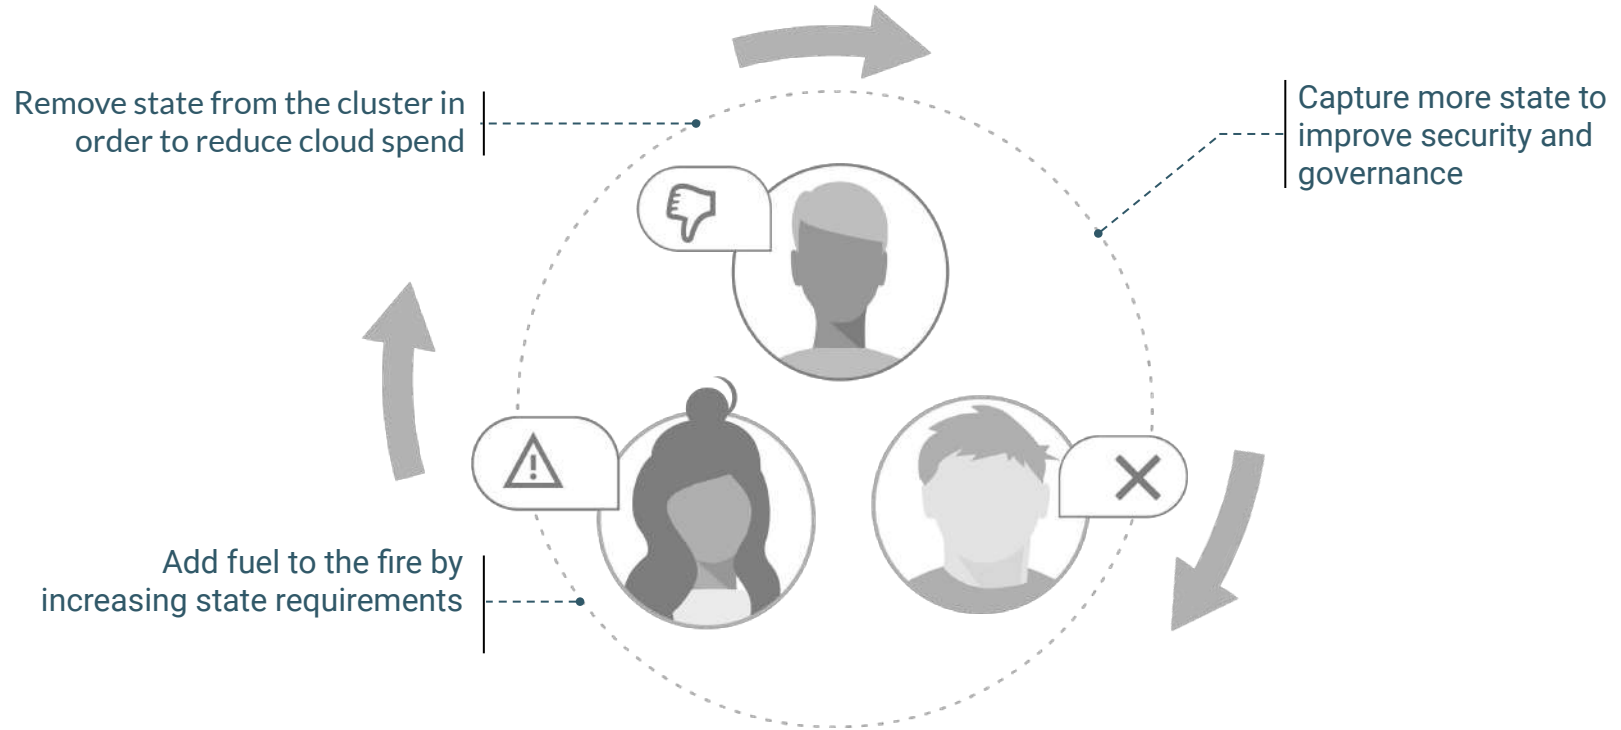 Remove state from the cluster in
order to reduce cloud spend
Capture more state to
improve security and
governance
Add fuel to the fire by
increasing state requirements